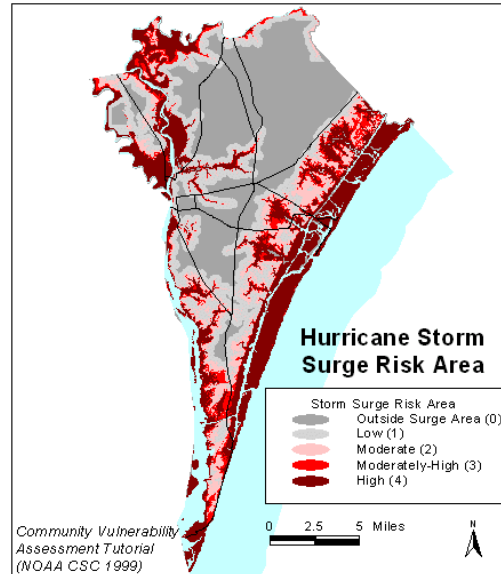 Hurricane Storm
Surge Risk Area
Storm Surge Risk Area
Outside Surge Area (0)
Low (1)
Moderate (2)
Moderately-High (3)
High (4)
Community Vulnerability
Assessment Tutorial
(NOAA CSC 1999)
0 2.5 5 Miles
N